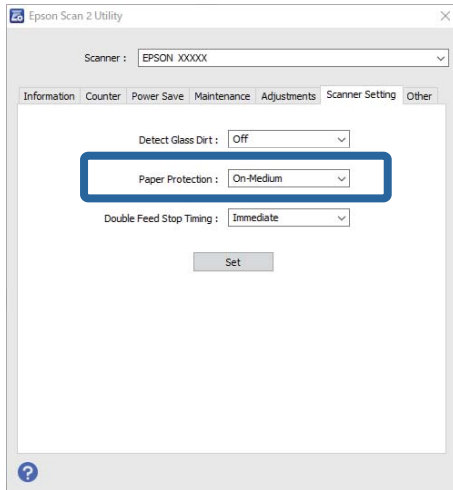 Epson Scan 2 Utility
Scanner : EPSON XXXXX
Information Counter Power Save Maintenance Adjustments Scanner Setting Other
Detect Glass Dirt : Off
Paper Protection : On-Medium
Double Feed Stop Timing : Immediate
Set
?